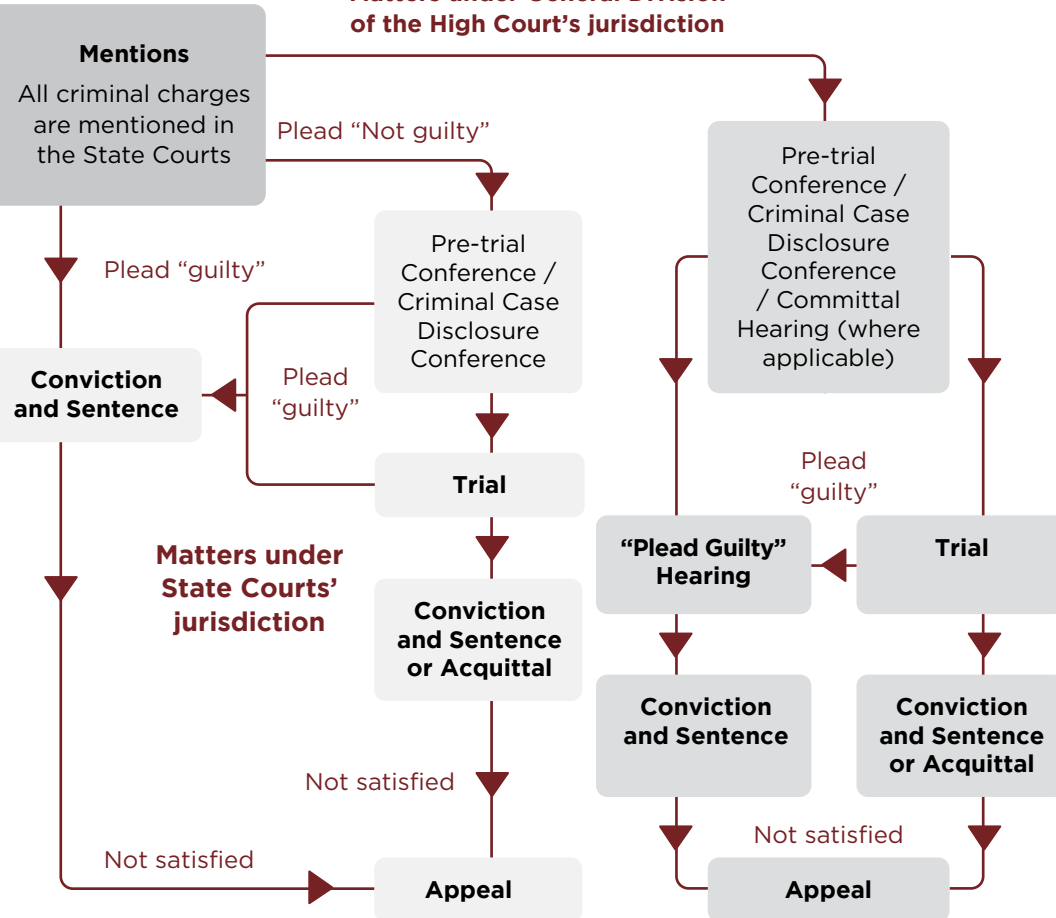 of the High Court’s jurisdiction
Mentions
All criminal charges
are mentioned in
the State Courts
Plead “Not guilty”
Plead “guilty”
Pre-trial
Conference /
Criminal Case
Disclosure
Conference
Pre-trial
Conference /
Criminal Case
Disclosure
Conference
/ Committal
Hearing (where
applicable)
Conviction
and Sentence
Plead
“guilty”
Trial
Plead
“guilty”
Matters under
State Courts’
jurisdiction
“Plead Guilty”
Hearing
Trial
Conviction
and Sentence
or Acquittal
Conviction
and Sentence
Conviction
and Sentence
or Acquittal
Not satisfied
Not satisfied
Not satisfied
Appeal
Appeal